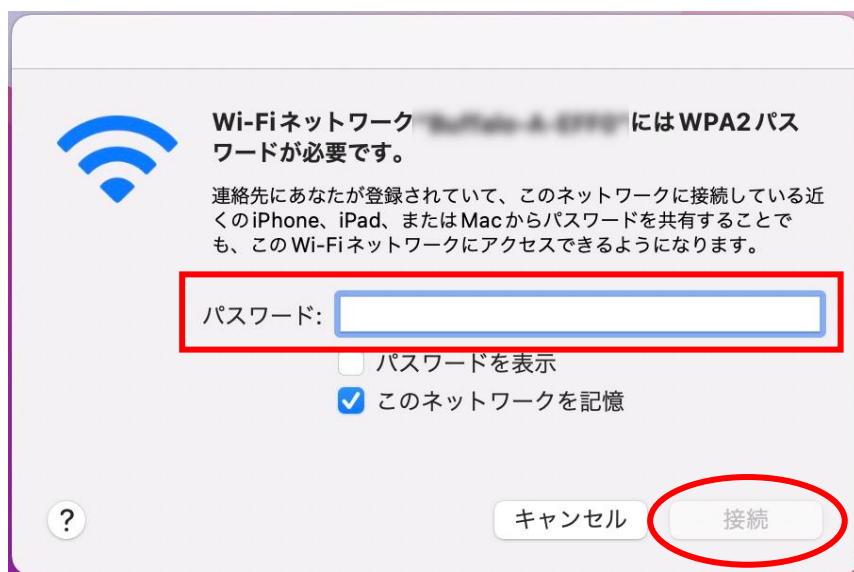 Wi-Fiネットワーク にはWPA2パス
ワードが必要です。
連絡先にあなたが登録されていて、このネットワークに接続している近
くのiPhone、iPad、またはMacからパスワードを共有することで
も、このWi-Fiネットワークにアクセスできるようになります。
パスワード:
パスワードを表示
このネットワークを記憶
?
キャンセル
接続